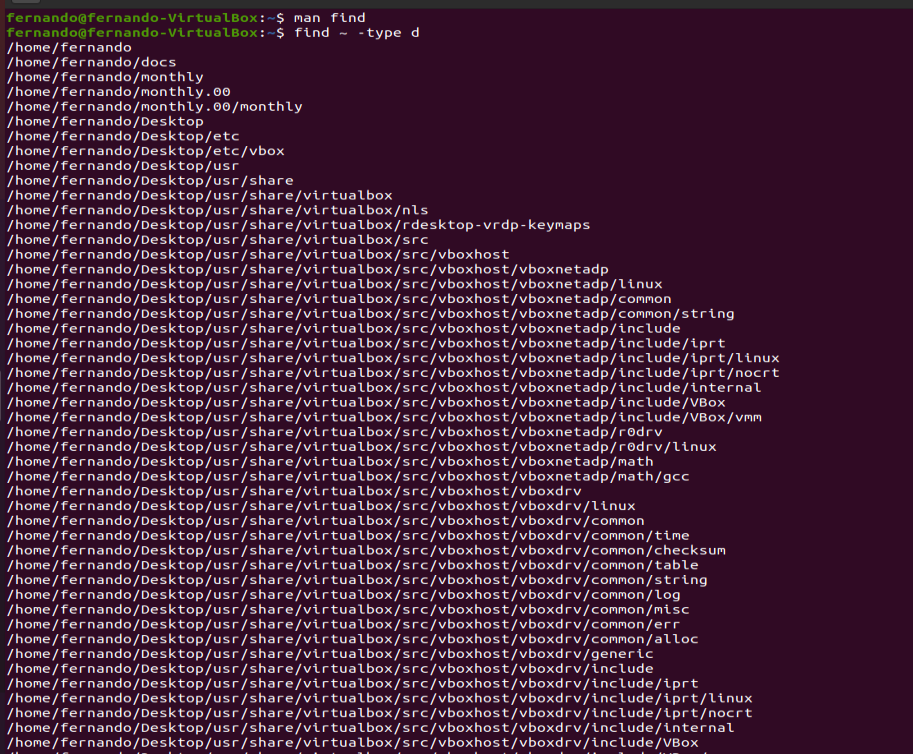 fernando@fernando-VirtualBox:~$ man find
fernando@fernando-VirtualBox:~$ find ~ -type d
/home/fernando
/home/fernando/docs
/home/fernando/monthly
/home/fernando/monthly.00
/home/fernando/monthly.00/monthly
/home/fernando/Desktop
/home/fernando/Desktop/etc
/home/fernando/Desktop/etc/vbox
/home/fernando/Desktop/usr
/home/fernando/Desktop/usr/share
/home/fernando/Desktop/usr/share/virtualbox
/home/fernando/Desktop/usr/share/virtualbox/nls
/home/fernando/Desktop/usr/share/virtualbox/rdesktop-vrdp-keymaps
/home/fernando/Desktop/usr/share/virtualbox/src
/home/fernando/Desktop/usr/share/virtualbox/src/vboxhost
/home/fernando/Desktop/usr/share/virtualbox/src/vboxhost/vboxnetadp
/home/fernando/Desktop/usr/share/virtualbox/src/vboxhost/vboxnetadp/linux
/home/fernando/Desktop/usr/share/virtualbox/src/vboxhost/vboxnetadp/common
/home/fernando/Desktop/usr/share/virtualbox/src/vboxhost/vboxnetadp/common/string
/home/fernando/Desktop/usr/share/virtualbox/src/vboxhost/vboxnetadp/include
/home/fernando/Desktop/usr/share/virtualbox/src/vboxhost/vboxnetadp/include/iprt
/home/fernando/Desktop/usr/share/virtualbox/src/vboxhost/vboxnetadp/include/iprt/linux
/home/fernando/Desktop/usr/share/virtualbox/src/vboxhost/vboxnetadp/include/iprt/nocrt
/home/fernando/Desktop/usr/share/virtualbox/src/vboxhost/vboxnetadp/include/internal
/home/fernando/Desktop/usr/share/virtualbox/src/vboxhost/vboxnetadp/include/VBox
/home/fernando/Desktop/usr/share/virtualbox/src/vboxhost/vboxnetadp/include/VBox/vmm
/home/fernando/Desktop/usr/share/virtualbox/src/vboxhost/vboxnetadp/r0drv
/home/fernando/Desktop/usr/share/virtualbox/src/vboxhost/vboxnetadp/r0drv/linux
/home/fernando/Desktop/usr/share/virtualbox/src/vboxhost/vboxnetadp/math
/home/fernando/Desktop/usr/share/virtualbox/src/vboxhost/vboxnetadp/math/gcc
/home/fernando/Desktop/usr/share/virtualbox/src/vboxhost/vboxdrv
/home/fernando/Desktop/usr/share/virtualbox/src/vboxhost/vboxdrv/linux
/home/fernando/Desktop/usr/share/virtualbox/src/vboxhost/vboxdrv/common
/home/fernando/Desktop/usr/share/virtualbox/src/vboxhost/vboxdrv/common/time
/home/fernando/Desktop/usr/share/virtualbox/src/vboxhost/vboxdrv/common/checksum
/home/fernando/Desktop/usr/share/virtualbox/src/vboxhost/vboxdrv/common/table
/home/fernando/Desktop/usr/share/virtualbox/src/vboxhost/vboxdrv/common/string
/home/fernando/Desktop/usr/share/virtualbox/src/vboxhost/vboxdrv/common/log
/home/fernando/Desktop/usr/share/virtualbox/src/vboxhost/vboxdrv/common/misc
/home/fernando/Desktop/usr/share/virtualbox/src/vboxhost/vboxdrv/common/err
/home/fernando/Desktop/usr/share/virtualbox/src/vboxhost/vboxdrv/common/alloc
/home/fernando/Desktop/usr/share/virtualbox/src/vboxhost/vboxdrv/generic
/home/fernando/Desktop/usr/share/virtualbox/src/vboxhost/vboxdrv/include
/home/fernando/Desktop/usr/share/virtualbox/src/vboxhost/vboxdrv/include/iprt
/home/fernando/Desktop/usr/share/virtualbox/src/vboxhost/vboxdrv/include/iprt/linux
/home/fernando/Desktop/usr/share/virtualbox/src/vboxhost/vboxdrv/include/iprt/nocrt
/home/fernando/Desktop/usr/share/virtualbox/src/vboxhost/vboxdrv/include/internal
/home/fernando/Desktop/usr/share/virtualbox/src/vboxhost/vboxdrv/include/VBox